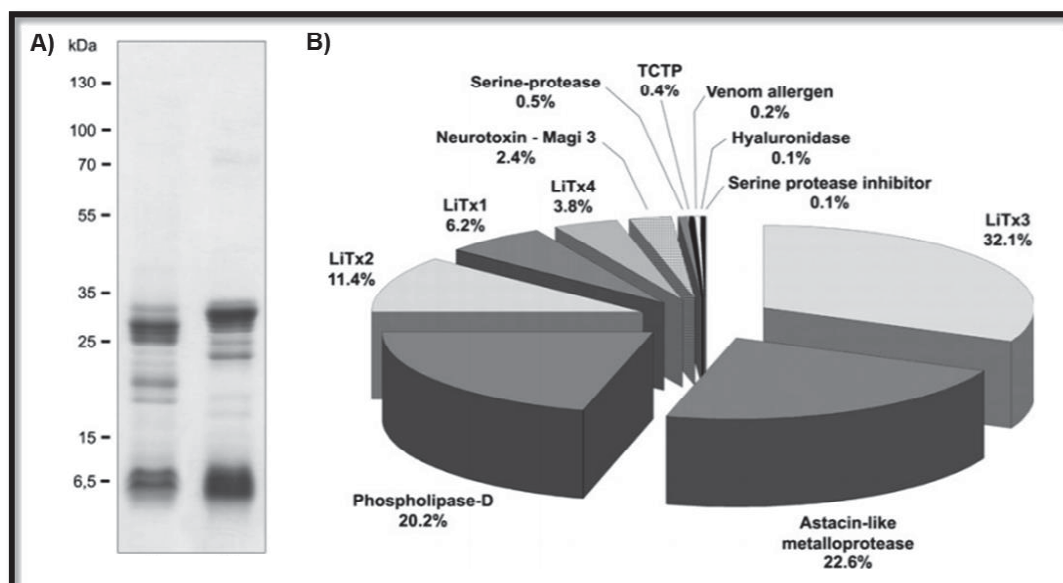 A)
kDa
130
100
70
55
35
25
15
6,5
B)
Serine-protease
0.5%
TCTP
0.4%
Venom allergen
0.2%
Neurotoxin - Magi 3
2.4%
Hyaluronidase
0.1%
LiTx4
3.8%
Serine protease inhibitor
0.1%
LiTx1
6.2%
LiTx3
32.1%
LiTx2
11.4%
Phospholipase-D
20.2%
Astacin-like
metalloprotease
22.6%